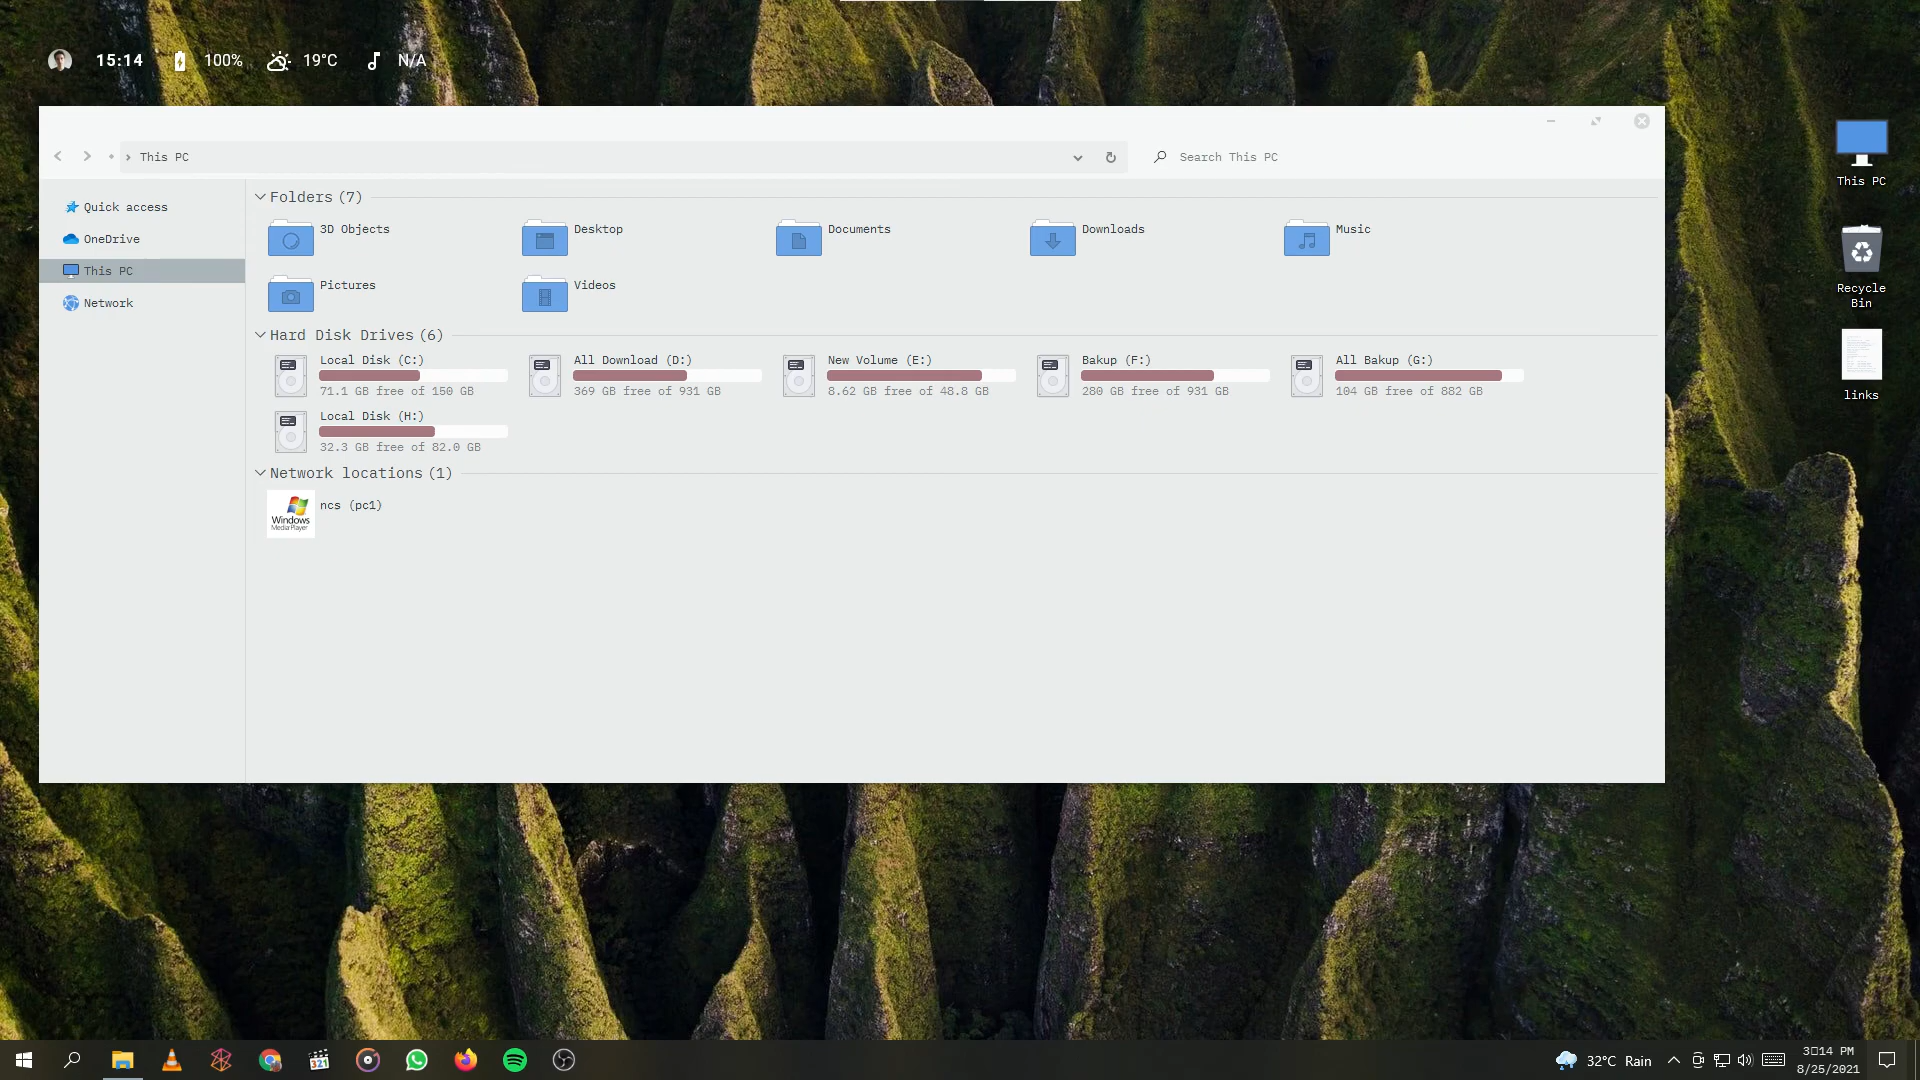 15:14 100% 19°C N/A
This PC
Search This PC
Quick access
OneDrive
This PC
Network
Folders (7)
3D Objects
Desktop
Documents
Downloads
Music
Pictures
Videos
Hard Disk Drives (6)
Local Disk (C:)
71.1 GB free of 150 GB
All Download (D:)
369 GB free of 931 GB
New Volume (E:)
8.62 GB free of 48.8 GB
Bakup (F:)
280 GB free of 931 GB
All Bakup (G:)
104 GB free of 882 GB
Local Disk (H:)
32.3 GB free of 82.0 GB
Network locations (1)
Windows
Media Player
ncs (pc1)
This PC
Recycle
Bin
links
321
32°C Rain
3▯14 PM
8/25/2021